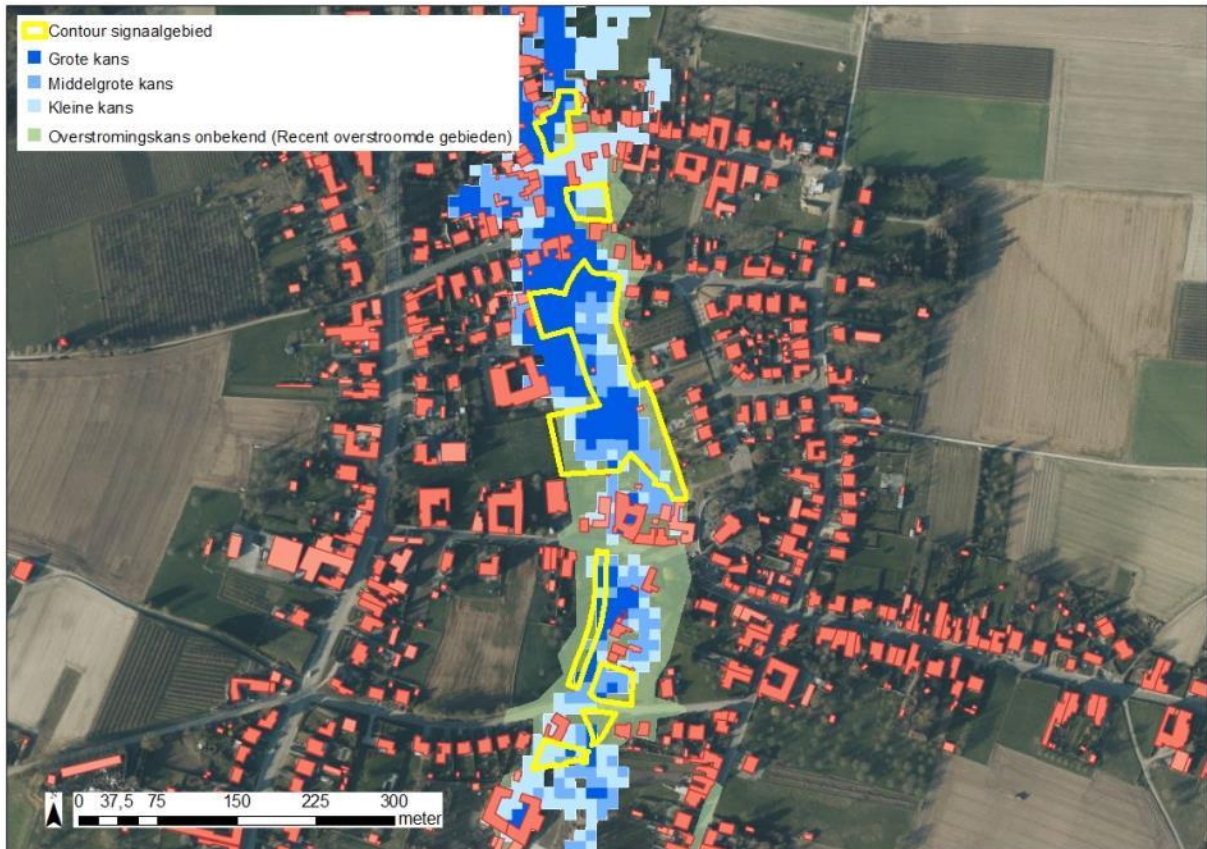 Contour signaalgebied
Grote kans
Middelgrote kans
Kleine kans
Overstromingskans onbekend (Recent overstroomde gebieden)
N
0 37,5 75 150 225 300
meter